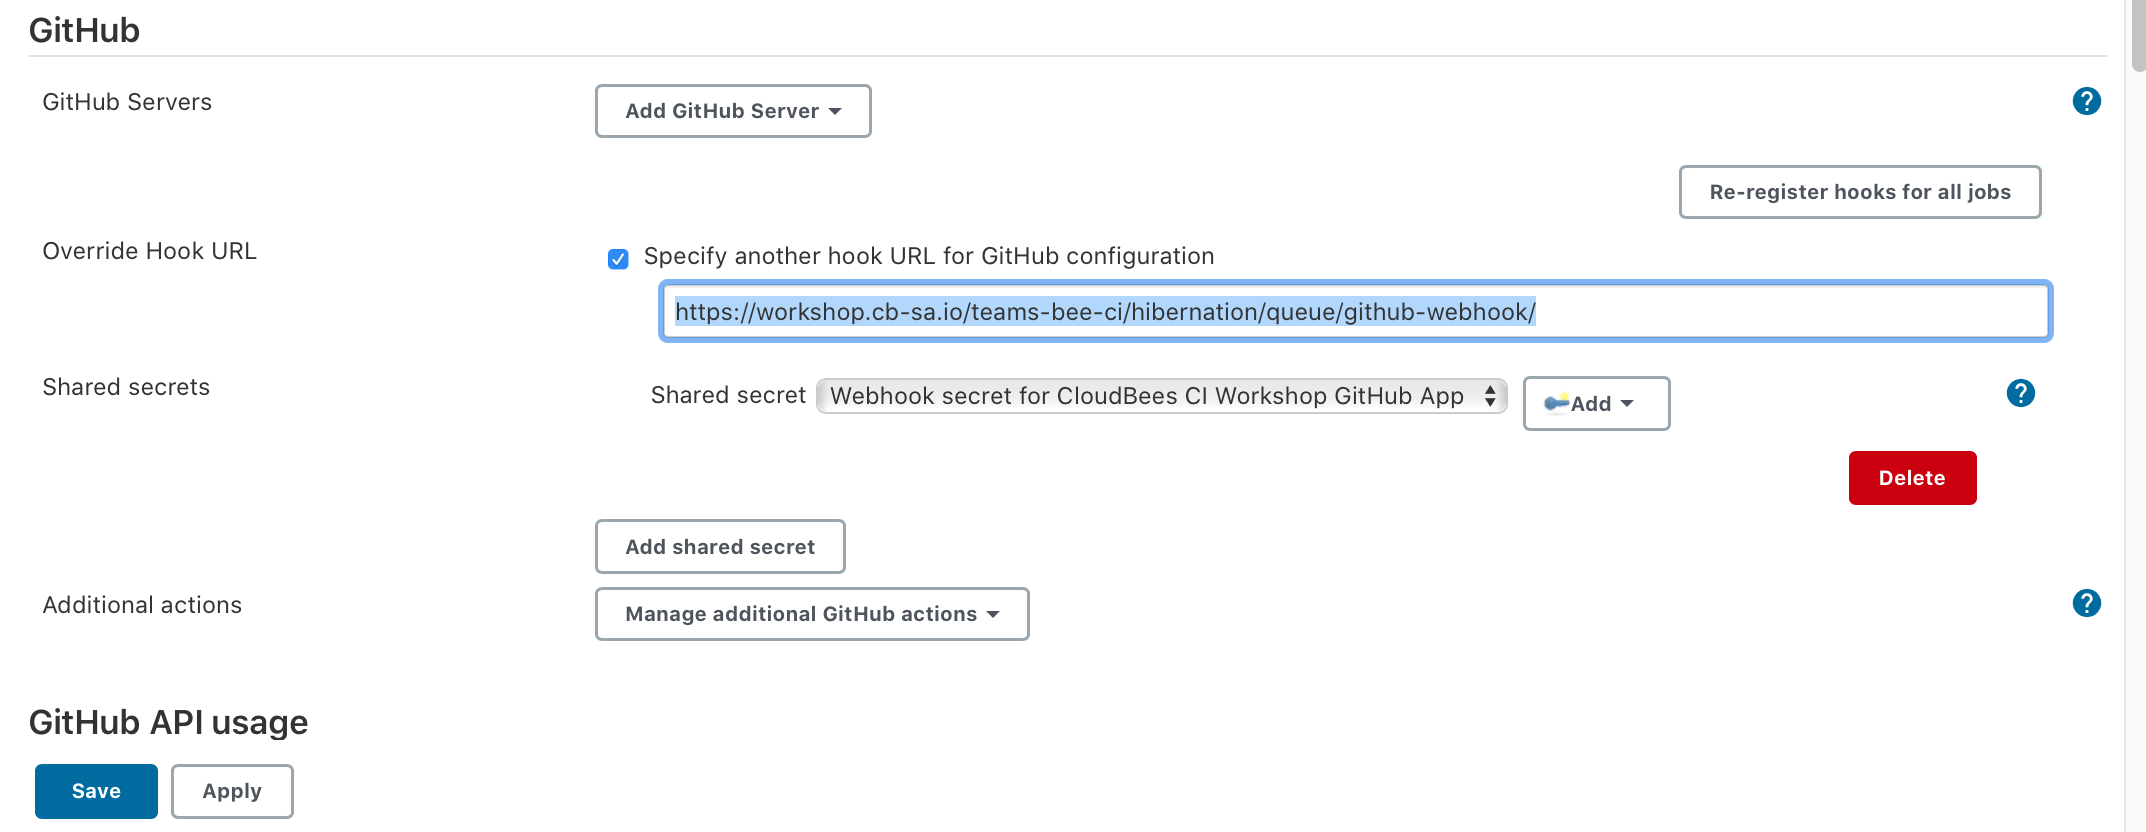 GitHub
GitHub Servers
Add GitHub Server
?
Re-register hooks for all jobs
Override Hook URL
Specify another hook URL for GitHub configuration
https://workshop.cb-sa.io/teams-bee-ci/hibernation/queue/github-webhook/
Shared secrets
Shared secret Webhook secret for CloudBees CI Workshop GitHub App Add
?
Delete
Add shared secret
Additional actions
Manage additional GitHub actions
?
GitHub API usage
Save Apply